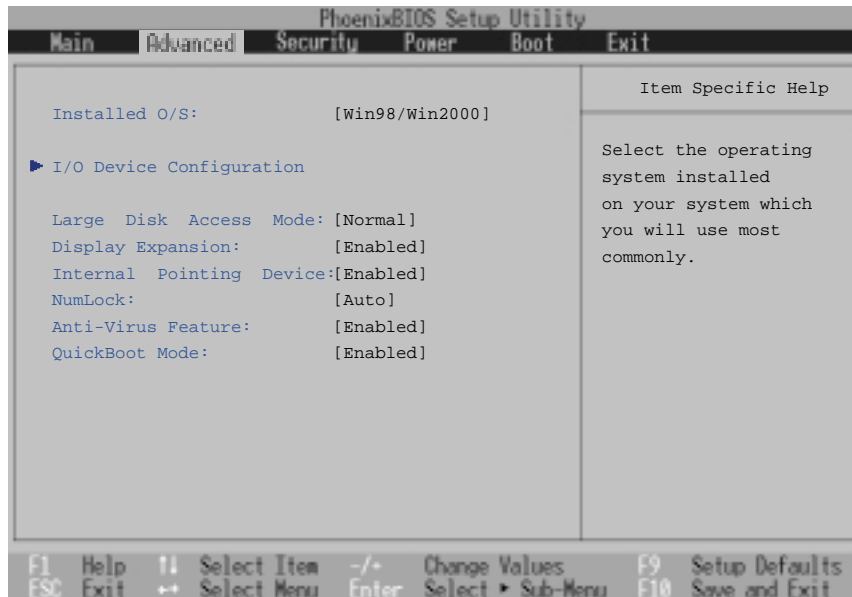 PhoenixBIOS Setup Utility
Main Advanced Security Power Boot Exit
Item Specific Help
Installed O/S: [Win98/Win2000]
Select the operating
system installed
on your system which
you will use most
commonly.
I/O Device Configuration
Large Disk Access Mode: [Normal]
Display Expansion: [Enabled]
Internal Pointing Device:[Enabled]
NumLock: [Auto]
Anti-Virus Feature: [Enabled]
QuickBoot Mode: [Enabled]
F1 Help ↑↓ Select Item -/+ Change Values F9 Setup Defaults
ESC Exit ←→ Select Menu Enter Select ▸ Sub-Menu F10 Save and Exit